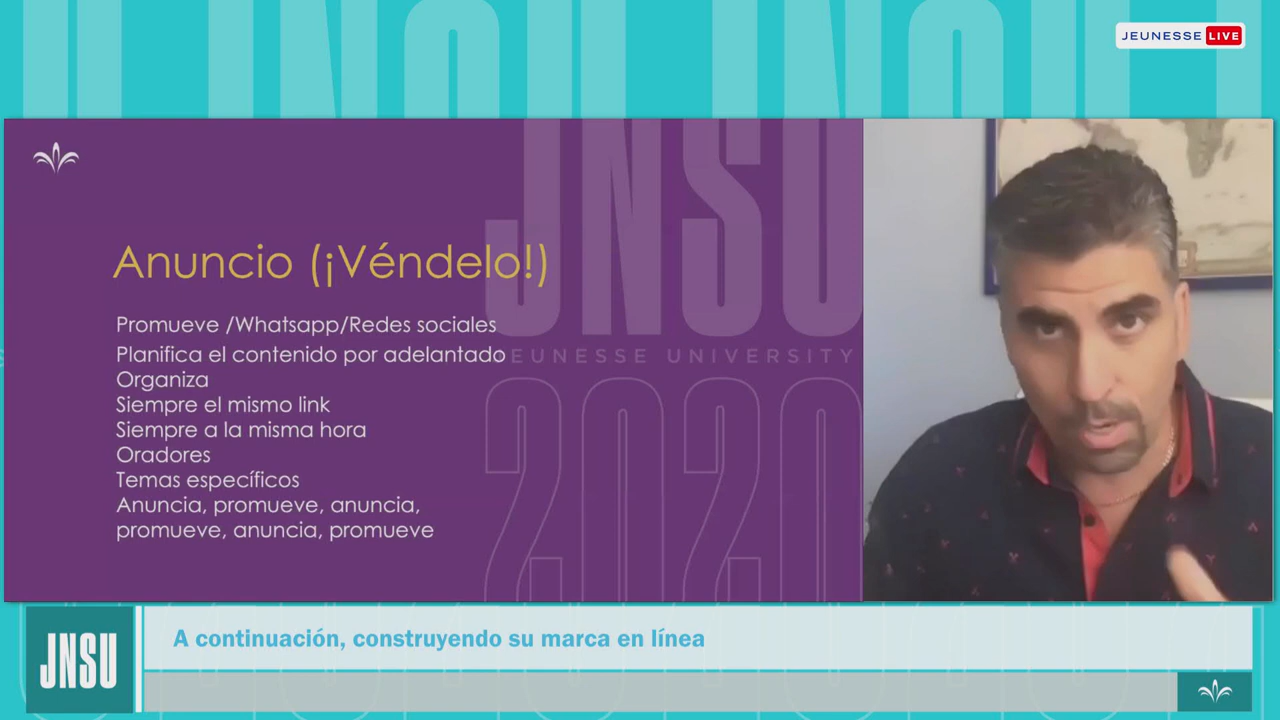 JEUNESSE LIVE
JNSU
JEUNESSE UNIVERSITY
2020
Anuncio (¡Véndelo!)
Promueve /Whatsapp/Redes sociales
Planifica el contenido por adelantado
Organiza
Siempre el mismo link
Siempre a la misma hora
Oradores
Temas específicos
Anuncia, promueve, anuncia,
promueve, anuncia, promueve
JNSU
A continuación, construyendo su marca en línea